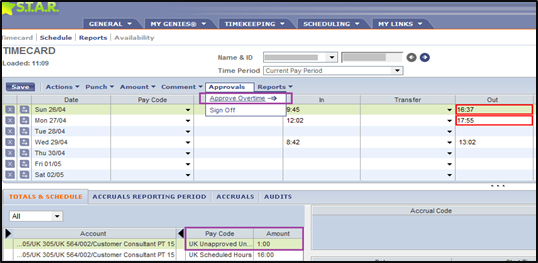 S.T.A.R.
GENERAL MY GENIES® TIMEKEEPING SCHEDULING MY LINKS
Timecard Schedule Reports Availability
TIMECARD
Loaded: 11:09
Name & ID
Time Period Current Pay Period
Save Actions Punch Amount Comment Approvals Reports
Approve Overtime
Sign Off
Date Pay Code In Transfer Out
Sun 26/04 9:45 16:37
Mon 27/04 12:02 17:55
Tue 28/04
Wed 29/04 8:42 13:02
Thu 30/04
Fri 01/05
Sat 02/05
TOTALS & SCHEDULE ACCRUALS REPORTING PERIOD ACCRUALS AUDITS
All
Account Pay Code Amount
...05/UK 305/UK 564/002/Customer Consultant PT 15 UK Unapproved Un... 1:00
...05/UK 305/UK 564/002/Customer Consultant PT 15 UK Scheduled Hours 16:00
Accrual Code